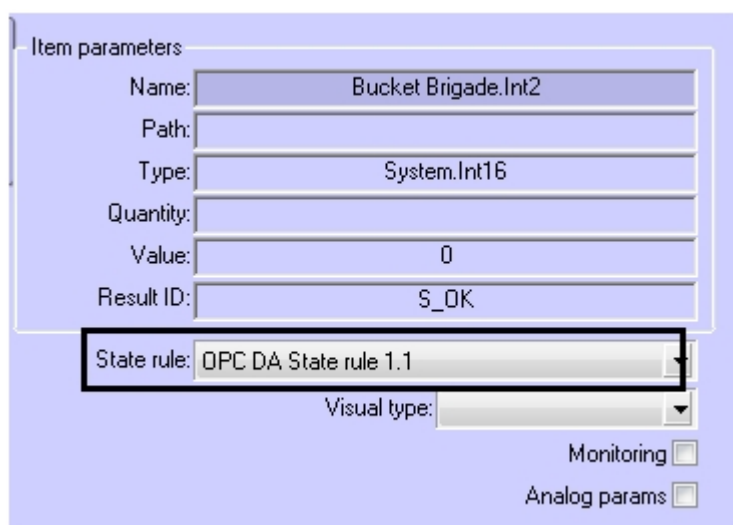 Item parameters
Name: Bucket Brigade.Int2
Path:
Type: System.Int16
Quantity:
Value: 0
Result ID: S_OK
State rule: OPC DA State rule 1.1
Visual type:
Monitoring
Analog params